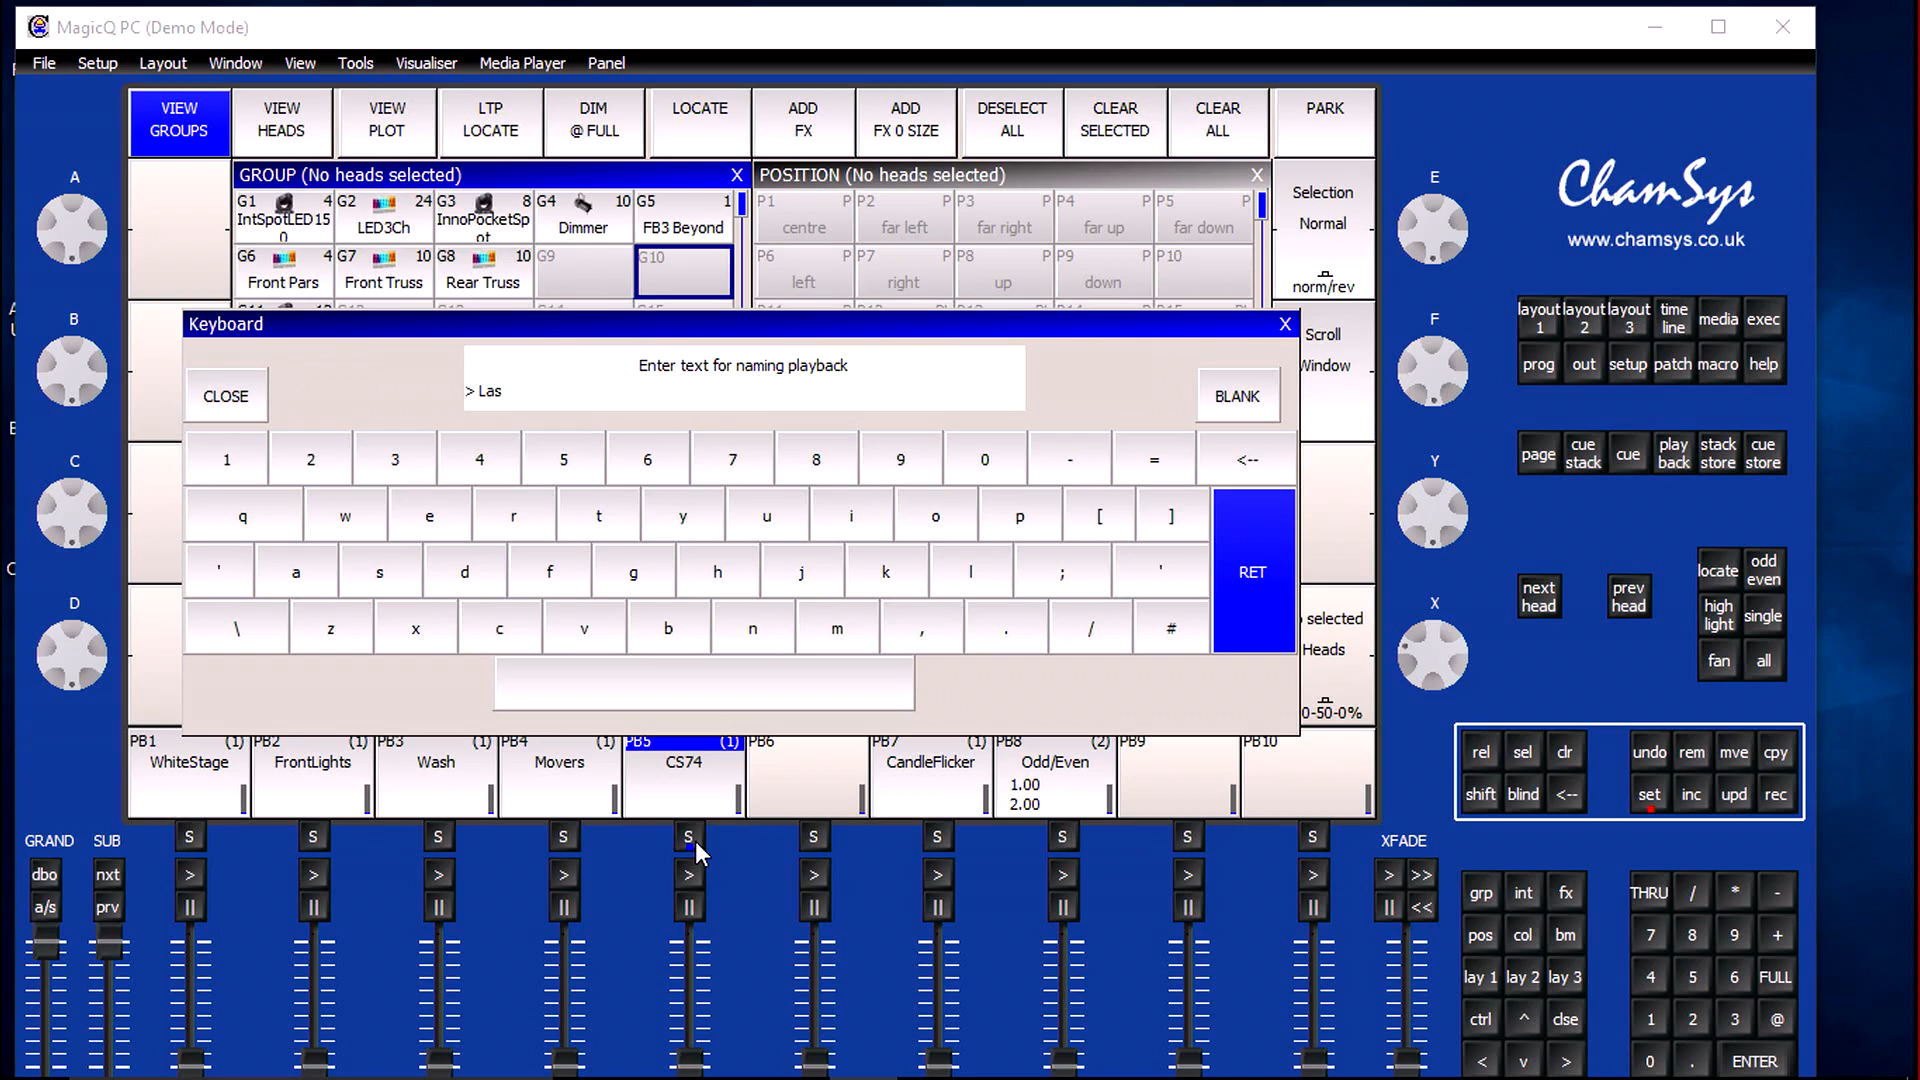 MagicQ PC (Demo Mode)
File Setup Layout Window View Tools Visualiser Media Player Panel
VIEW GROUPS
VIEW HEADS
VIEW PLOT
LTP LOCATE
DIM @ FULL
LOCATE
ADD FX
ADD FX 0 SIZE
DESELECT ALL
CLEAR SELECTED
CLEAR ALL
PARK
GROUP (No heads selected) X
G1 4 IntSpotLED150
G2 24 LED3Ch
G3 8 InnoPocketSpot
G4 10 Dimmer
G5 1 FB3 Beyond
G6 4 Front Pars
G7 10 Front Truss
G8 10 Rear Truss
G9
G10
POSITION (No heads selected) X
P1 P centre
P2 P far left
P3 P far right
P4 P far up
P5 P far down
P6 P left
P7 P right
P8 P up
P9 P down
P10 P
Selection
Normal
norm/rev
Scroll
Window
selected
Heads
0-50-0%
Keyboard X
Enter text for naming playback
> Las
CLOSE
BLANK
1 2 3 4 5 6 7 8 9 0 - = <--
q w e r t y u i o p [ ]
' a s d f g h j k l ; ' RET
\ z x c v b n m , . / #
PB1 (1) WhiteStage
PB2 (1) FrontLights
PB3 (1) Wash
PB4 (1) Movers
PB5 (1) CS74
PB6
PB7 (1) CandleFlicker
PB8 (2) Odd/Even
1.00
2.00
PB9
PB10
A
B
C
D
E
F
Y
X
ChamSys
www.chamsys.co.uk
layout 1 layout 2 layout 3 time line media exec
prog out setup patch macro help
page cue stack cue play back stack store cue store
next head prev head
locate odd even
high light single
fan all
rel sel clr undo rem mve cpy
shift blind <-- set inc upd rec
GRAND SUB
S S S S S S S S S S
XFADE
dbo nxt > > > > > > > > > > > >>
a/s prv || || || || || || || || || || || <<
grp int fx THRU / * -
pos col bm 7 8 9 +
lay 1 lay 2 lay 3 4 5 6 FULL
ctrl ^ clse 1 2 3 @
< v > 0 . ENTER